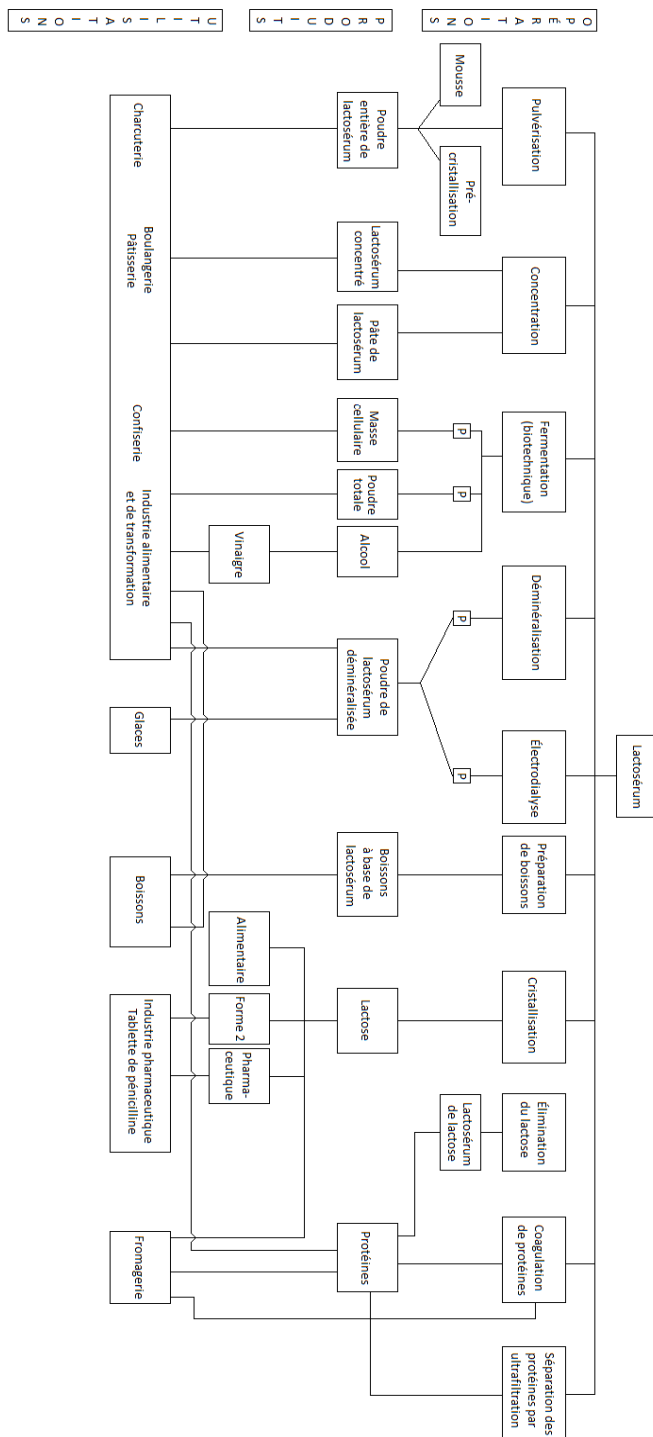 Lactosérum
OPÉRATIONS
Pulvérisation
Concentration
Fermentation
(biotechnique)
Déminéralisation
Électrodialyse
Préparation
de boissons
Cristallisation
Élimination
du lactose
Coagulation
de protéines
Séparation des
protéines par
ultrafiltration
Mousse
Pré-
cristallisation
P
P
P
P
Lactosérum
de lactose
PRODUITS
Poudre
entière de
lactosérum
Lactosérum
concentré
Pâte de
lactosérum
Masse
cellulaire
Poudre
totale
Alcool
Poudre de
lactosérum
déminéralisée
Boissons
à base de
lactosérum
Lactose
Protéines
Vinaigre
Alimentaire
Forme 2
Pharma-
ceutique
UTILISATIONS
Charcuterie
Boulangerie
Pâtisserie
Confiserie
Industrie alimentaire
et de transformation
Glaces
Boissons
Industrie pharmaceutique
Tablette de pénicilline
Fromagerie